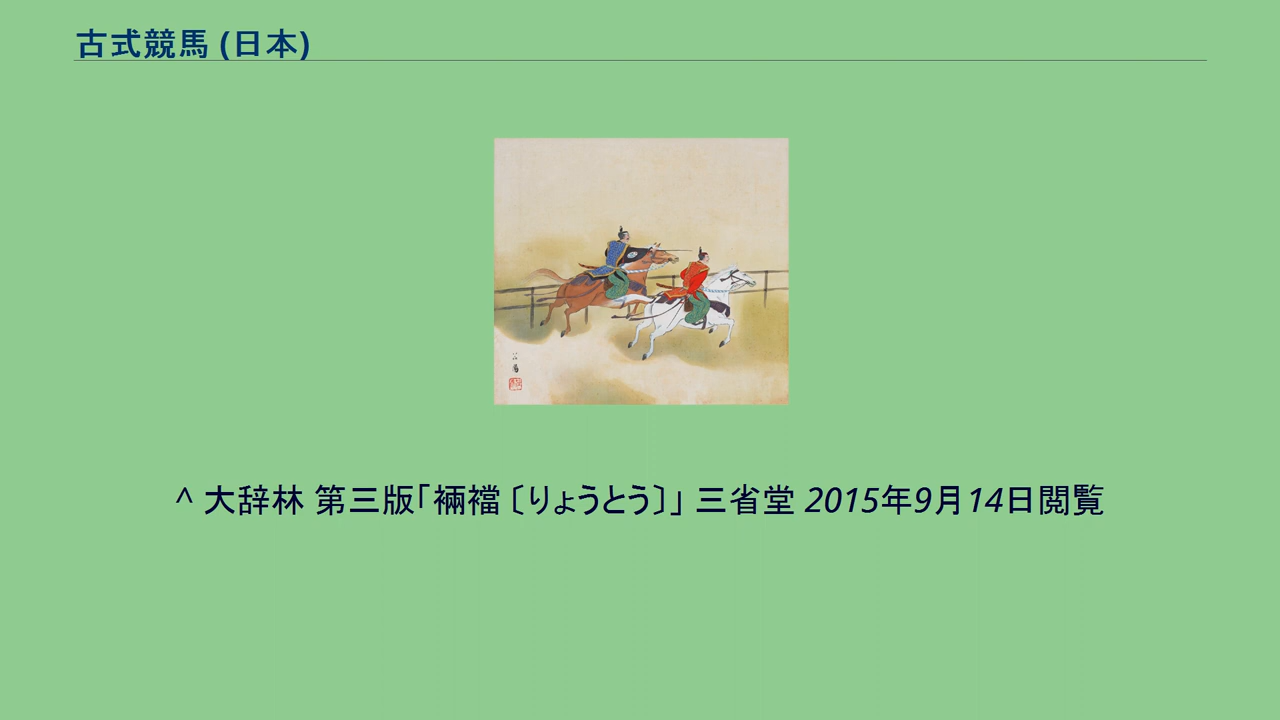 古式競馬 (日本)
^ 大辞林 第三版「裲襠 〔りょうとう〕」 三省堂 2015年9月14日閲覧